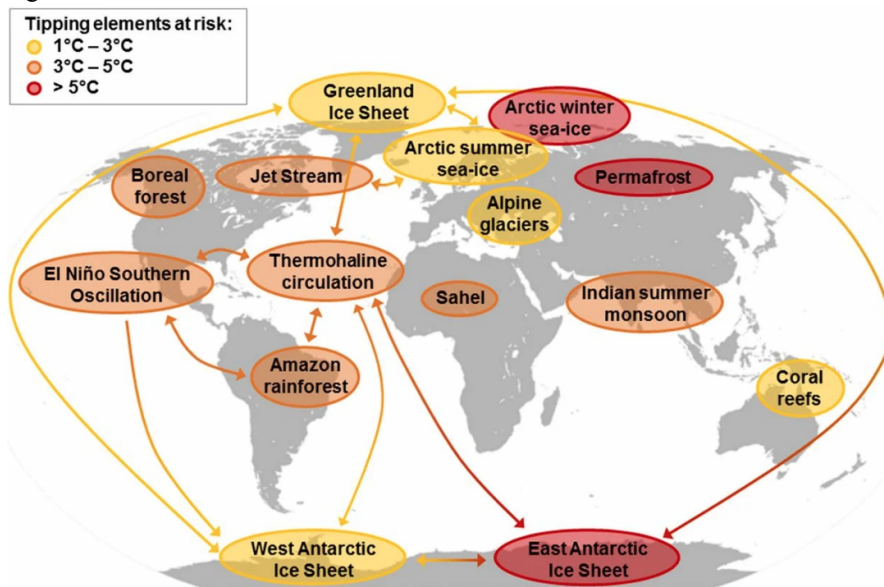 Tipping elements at risk:
1°C – 3°C
3°C – 5°C
> 5°C
Greenland
Ice Sheet
Arctic winter
sea-ice
Arctic summer
sea-ice
Boreal
forest
Jet Stream
Permafrost
Alpine
glaciers
El Niño Southern
Oscillation
Thermohaline
circulation
Sahel
Indian summer
monsoon
Amazon
rainforest
Coral
reefs
West Antarctic
Ice Sheet
East Antarctic
Ice Sheet